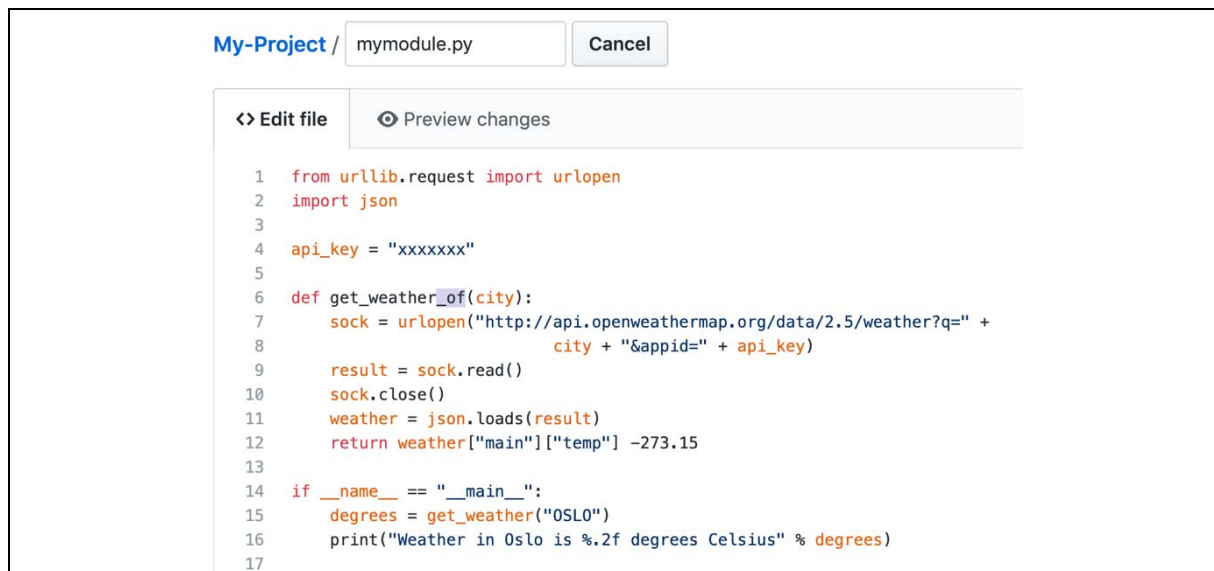 My-Project / mymodule.py Cancel
<> Edit file Preview changes
1 from urllib.request import urlopen
2 import json
3
4 api_key = "xxxxxxx"
5
6 def get_weather_of(city):
7     sock = urlopen("http://api.openweathermap.org/data/2.5/weather?q=" +
8                         city + "&appid=" + api_key)
9     result = sock.read()
10     sock.close()
11     weather = json.loads(result)
12     return weather["main"]["temp"] -273.15
13
14 if __name__ == "__main__":
15     degrees = get_weather("OSLO")
16     print("Weather in Oslo is %.2f degrees Celsius" % degrees)
17